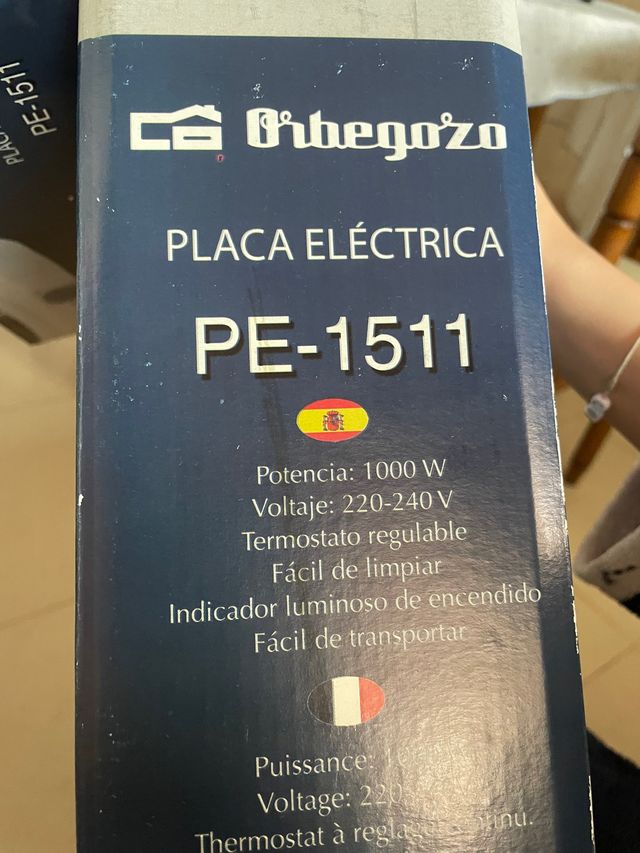 PE-1511
Orbegozo
PLACA ELÉCTRICA
PE-1511
Potencia: 1000 W
Voltaje: 220-240 V
Termostato regulable
Fácil de limpiar
Indicador luminoso de encendido
Fácil de transportar
Puissance:
Voltage: 220
Thermostat à